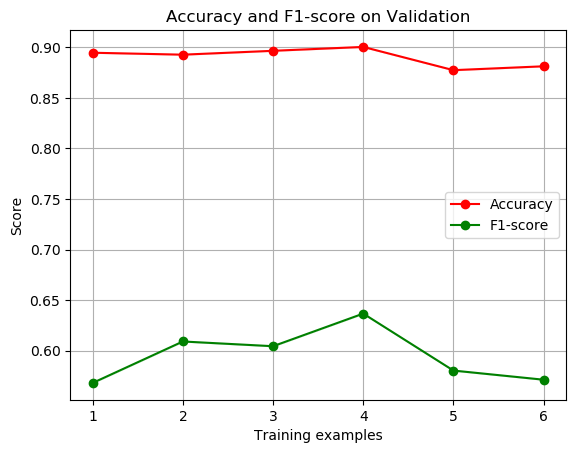 Accuracy and F1-score on Validation
0.90
0.85
0.80
0.75
0.70
0.65
0.60
Score
Accuracy
F1-score
1 2 3 4 5 6
Training examples